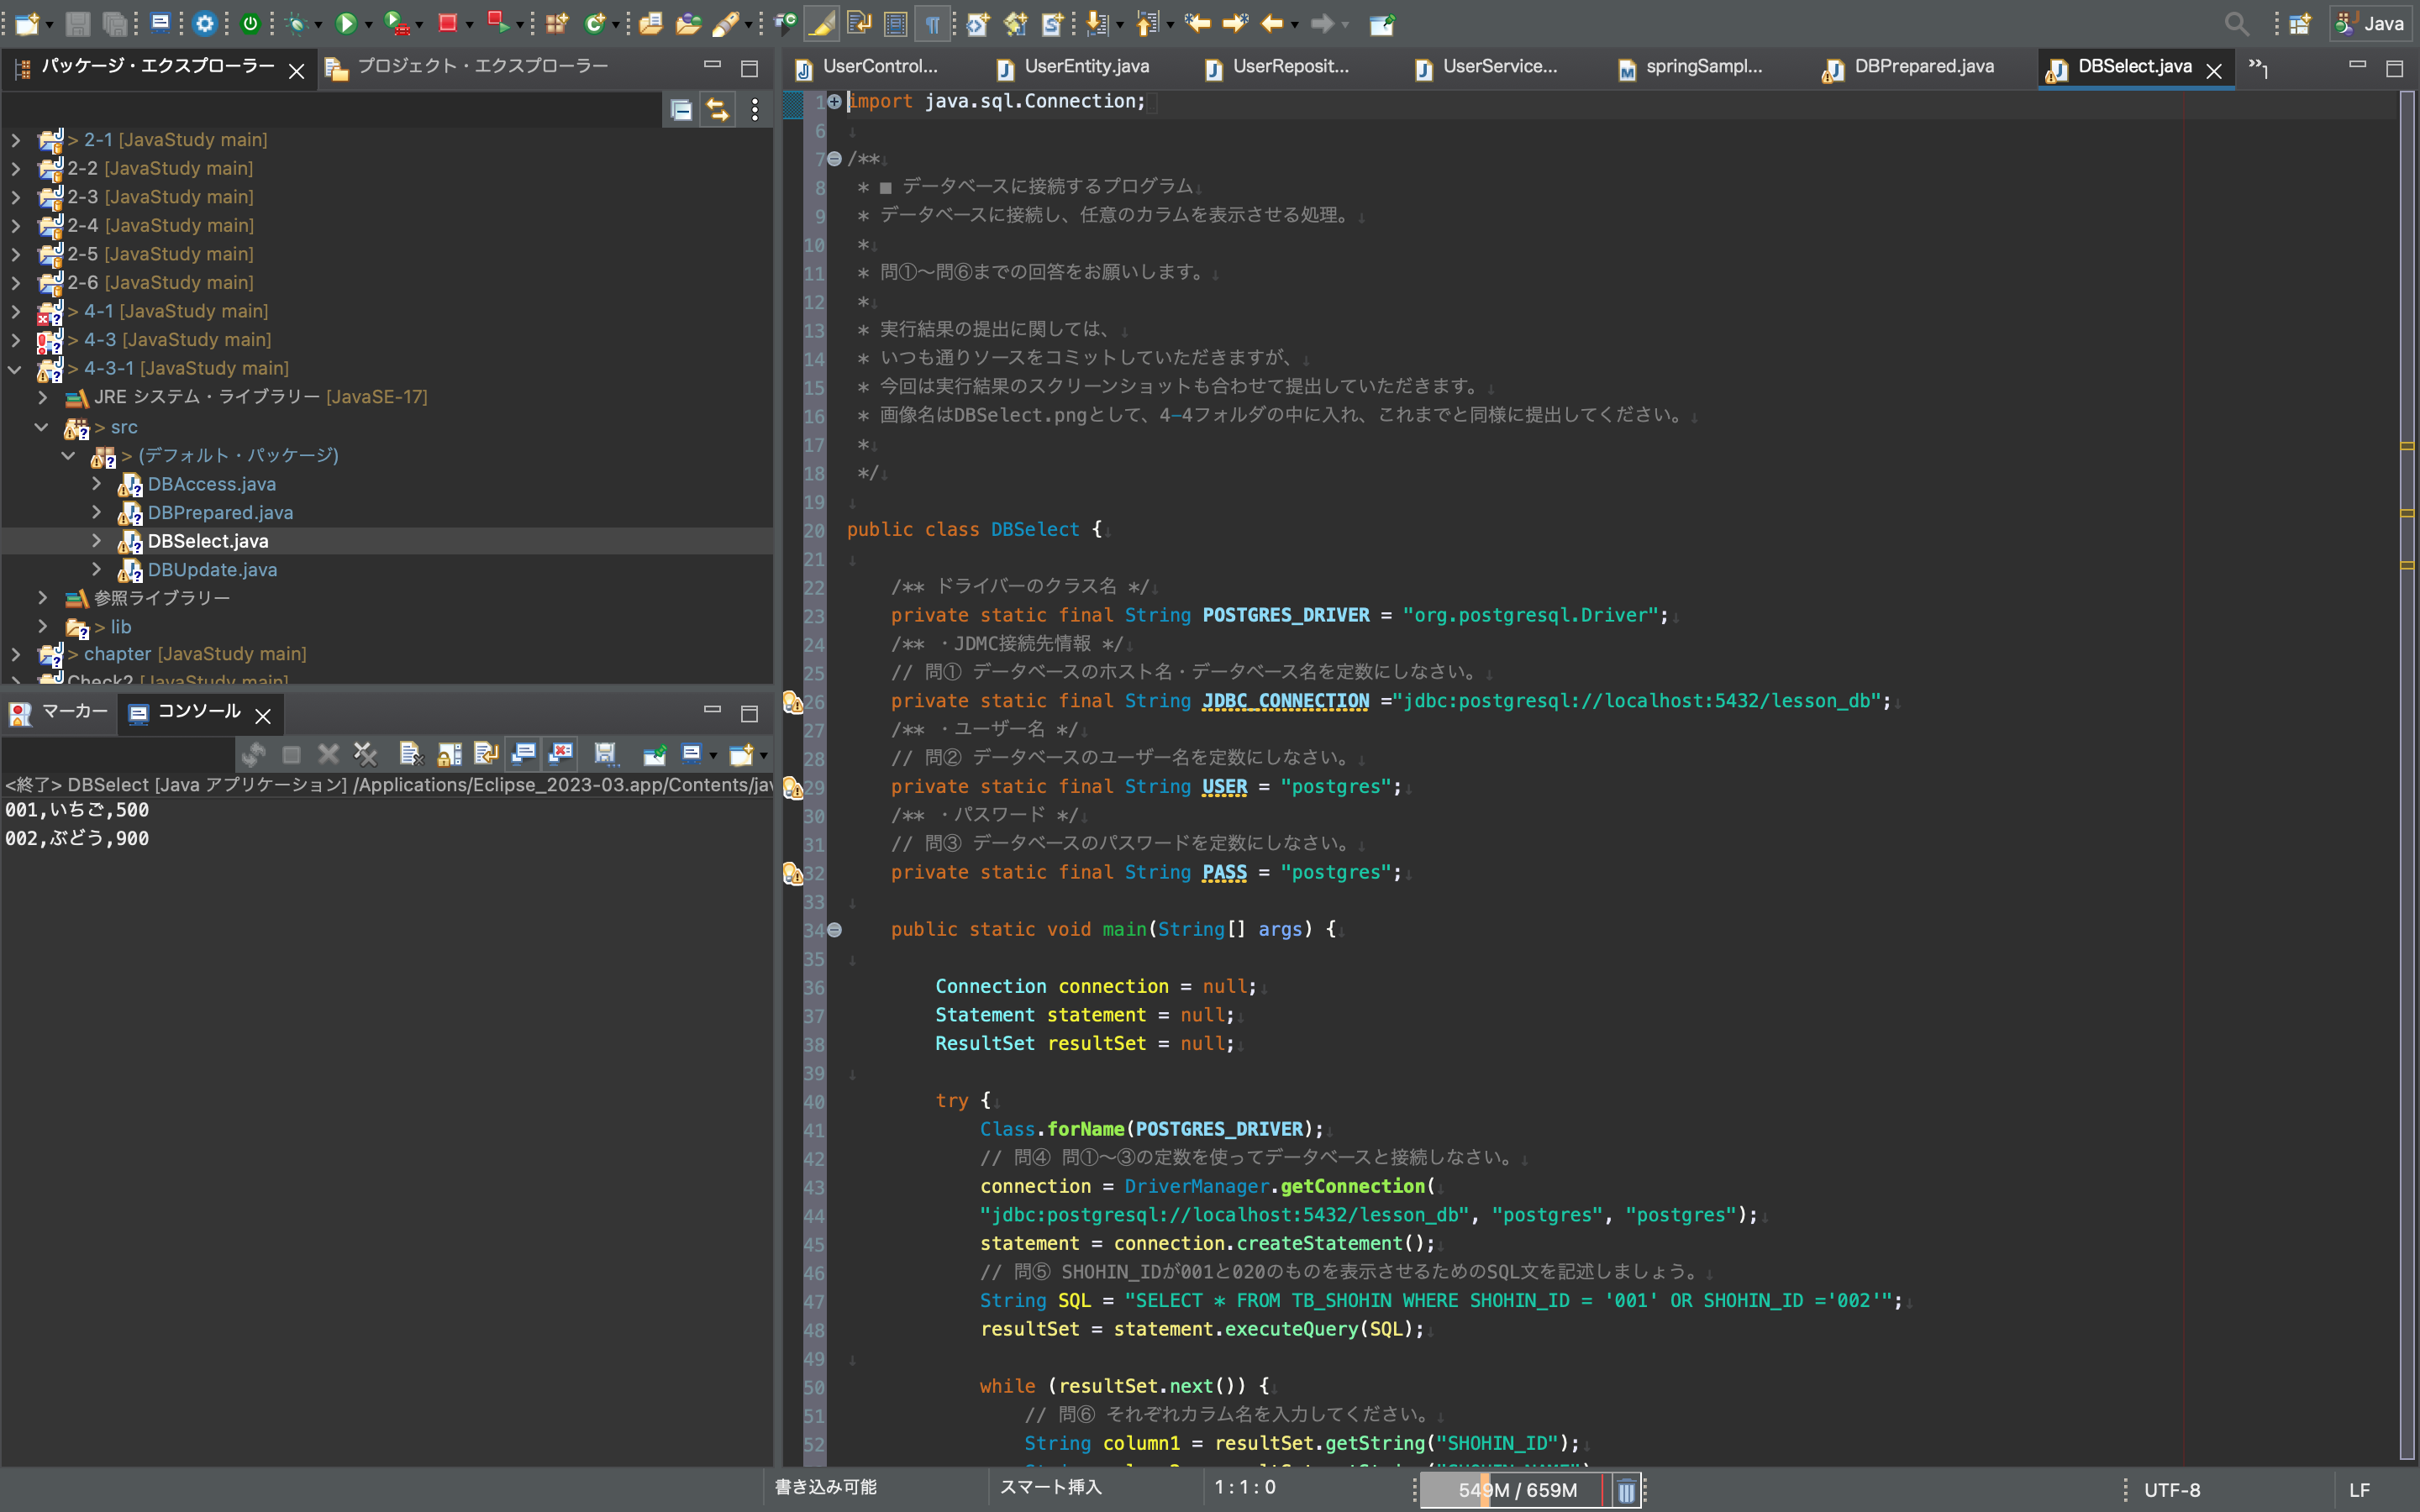 Java
パッケージ・エクスプローラー
プロジェクト・エクスプローラー
> 2-1 [JavaStudy main]
2-2 [JavaStudy main]
2-3 [JavaStudy main]
2-4 [JavaStudy main]
2-5 [JavaStudy main]
2-6 [JavaStudy main]
> 4-1 [JavaStudy main]
> 4-3 [JavaStudy main]
> 4-3-1 [JavaStudy main]
JRE システム・ライブラリー [JavaSE-17]
> src
> (デフォルト・パッケージ)
DBAccess.java
DBPrepared.java
DBSelect.java
DBUpdate.java
参照ライブラリー
> lib
> chapter [JavaStudy main]
Check2 [JavaStudy main]
マーカー
コンソール
<終了> DBSelect [Java アプリケーション] /Applications/Eclipse_2023-03.app/Contents/jav
001,いちご,500
002,ぶどう,900
UserControl...
UserEntity.java
UserReposit...
UserService...
springSampl...
DBPrepared.java
DBSelect.java
»1
1 import java.sql.Connection;
6
7 /**
8 * ■ データベースに接続するプログラム
9 * データベースに接続し、任意のカラムを表示させる処理。
10 *
11 * 問①〜問⑥までの回答をお願いします。
12 *
13 * 実行結果の提出に関しては、
14 * いつも通りソースをコミットしていただきますが、
15 * 今回は実行結果のスクリーンショットも合わせて提出していただきます。
16 * 画像名はDBSelect.pngとして、4-4フォルダの中に入れ、これまでと同様に提出してください。
17 *
18 */
19
20 public class DBSelect {
21
22 /** ドライバーのクラス名 */
23 private static final String POSTGRES_DRIVER = "org.postgresql.Driver";
24 /** ・JDMC接続先情報 */
25 // 問① データベースのホスト名・データベース名を定数にしなさい。
26 private static final String JDBC_CONNECTION ="jdbc:postgresql://localhost:5432/lesson_db";
27 /** ・ユーザー名 */
28 // 問② データベースのユーザー名を定数にしなさい。
29 private static final String USER = "postgres";
30 /** ・パスワード */
31 // 問③ データベースのパスワードを定数にしなさい。
32 private static final String PASS = "postgres";
33
34 public static void main(String[] args) {
35
36 Connection connection = null;
37 Statement statement = null;
38 ResultSet resultSet = null;
39
40 try {
41 Class.forName(POSTGRES_DRIVER);
42 // 問④ 問①〜③の定数を使ってデータベースと接続しなさい。
43 connection = DriverManager.getConnection(
44 "jdbc:postgresql://localhost:5432/lesson_db", "postgres", "postgres");
45 statement = connection.createStatement();
46 // 問⑤ SHOHIN_IDが001と020のものを表示させるためのSQL文を記述しましょう。
47 String SQL = "SELECT * FROM TB_SHOHIN WHERE SHOHIN_ID = '001' OR SHOHIN_ID ='002'";
48 resultSet = statement.executeQuery(SQL);
49
50 while (resultSet.next()) {
51 // 問⑥ それぞれカラム名を入力してください。
52 String column1 = resultSet.getString("SHOHIN_ID");
書き込み可能
スマート挿入
1 : 1 : 0
549M / 659M
UTF-8
LF